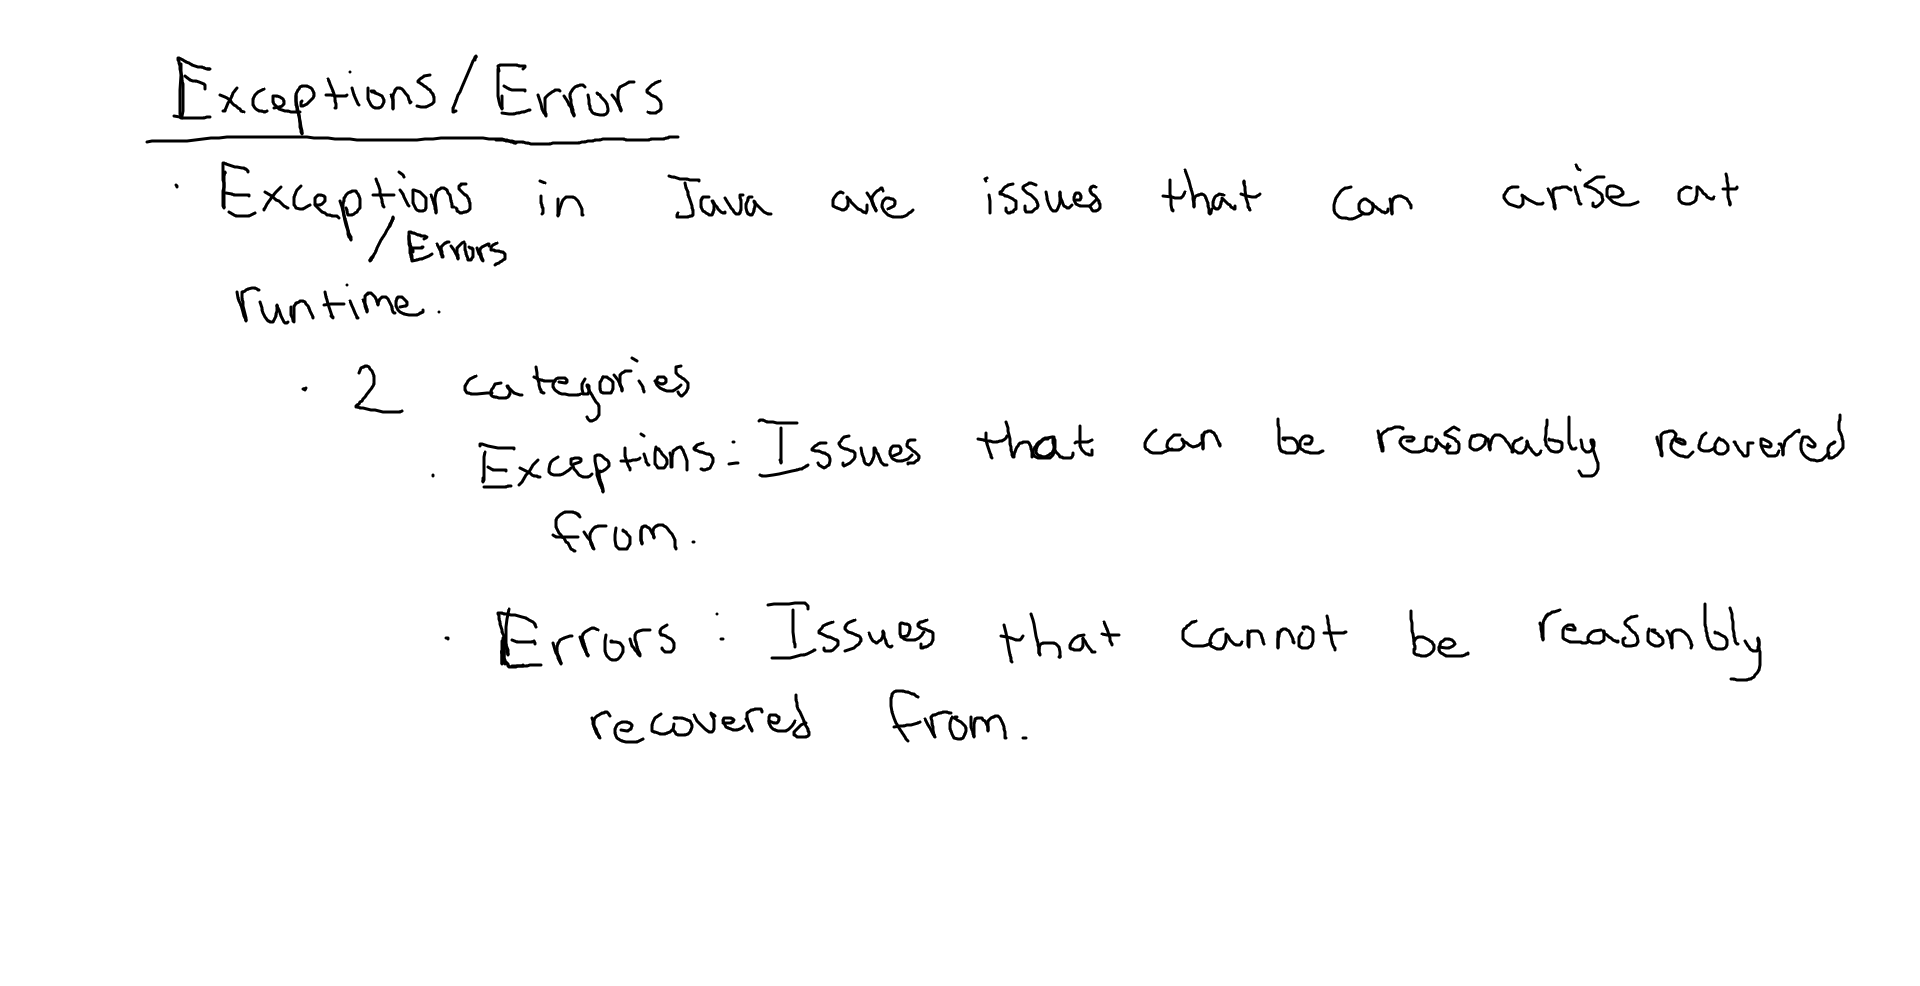 Exceptions/Errors
· Exceptions in Java are issues that can arise at
/Errors
runtime.
· 2 categories
· Exceptions: Issues that can be reasonably recovered
from.
· Errors: Issues that cannot be reasonbly
recovered from.